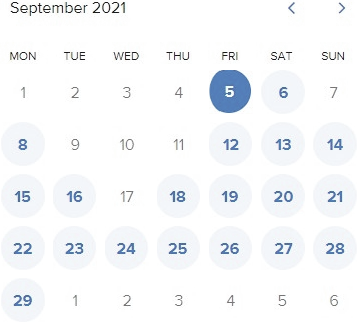 September 2021
MON TUE WED THU FRI SAT SUN
1 2 3 4 5 6 7
8 9 10 11 12 13 14
15 16 17 18 19 20 21
22 23 24 25 26 27 28
29 1 2 3 4 5 6